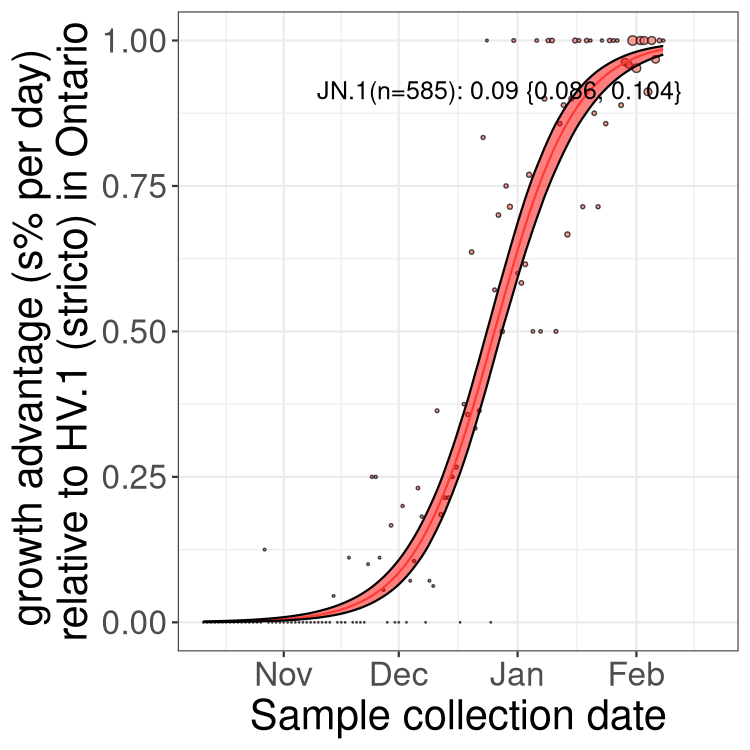 growth advantage (s% per day)
relative to HV.1 (stricto) in Ontario
1.00
0.75
0.50
0.25
0.00
JN.1(n=585): 0.09 {0.086, 0.104}
Nov Dec Jan Feb
Sample collection date